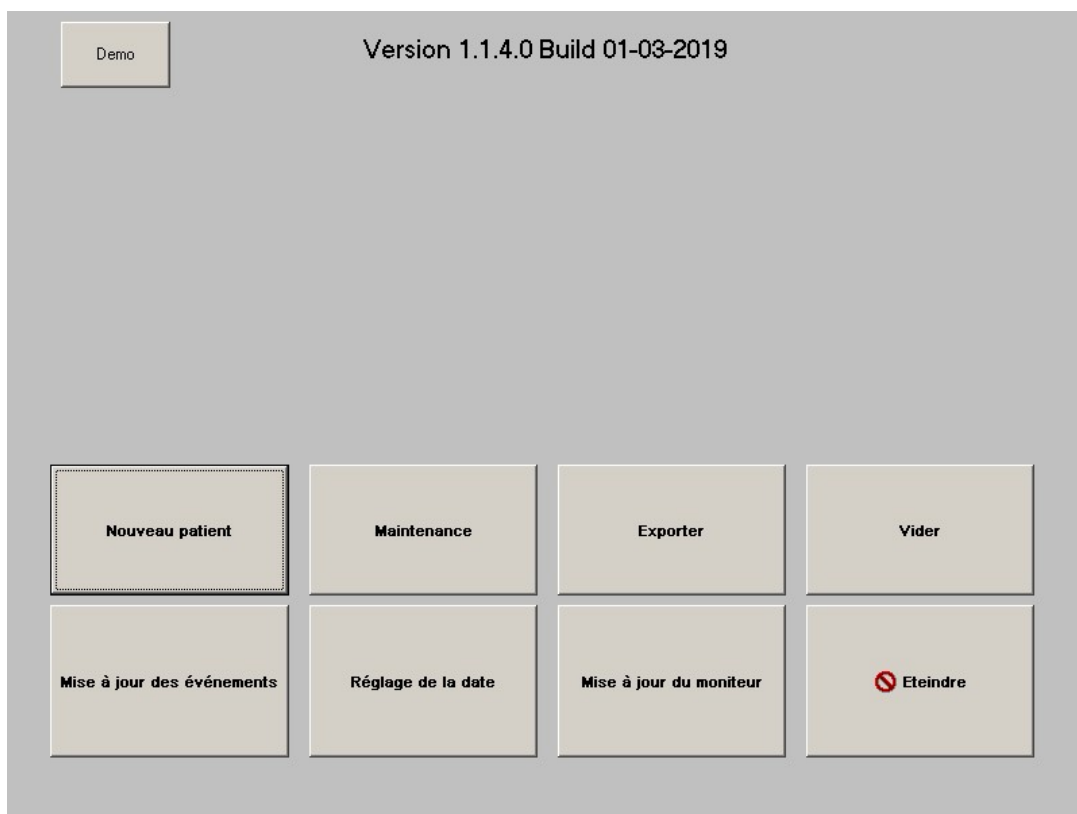 Demo
Version 1.1.4.0 Build 01-03-2019
Nouveau patient
Maintenance
Exporter
Vider
Mise à jour des événements
Réglage de la date
Mise à jour du moniteur
Eteindre